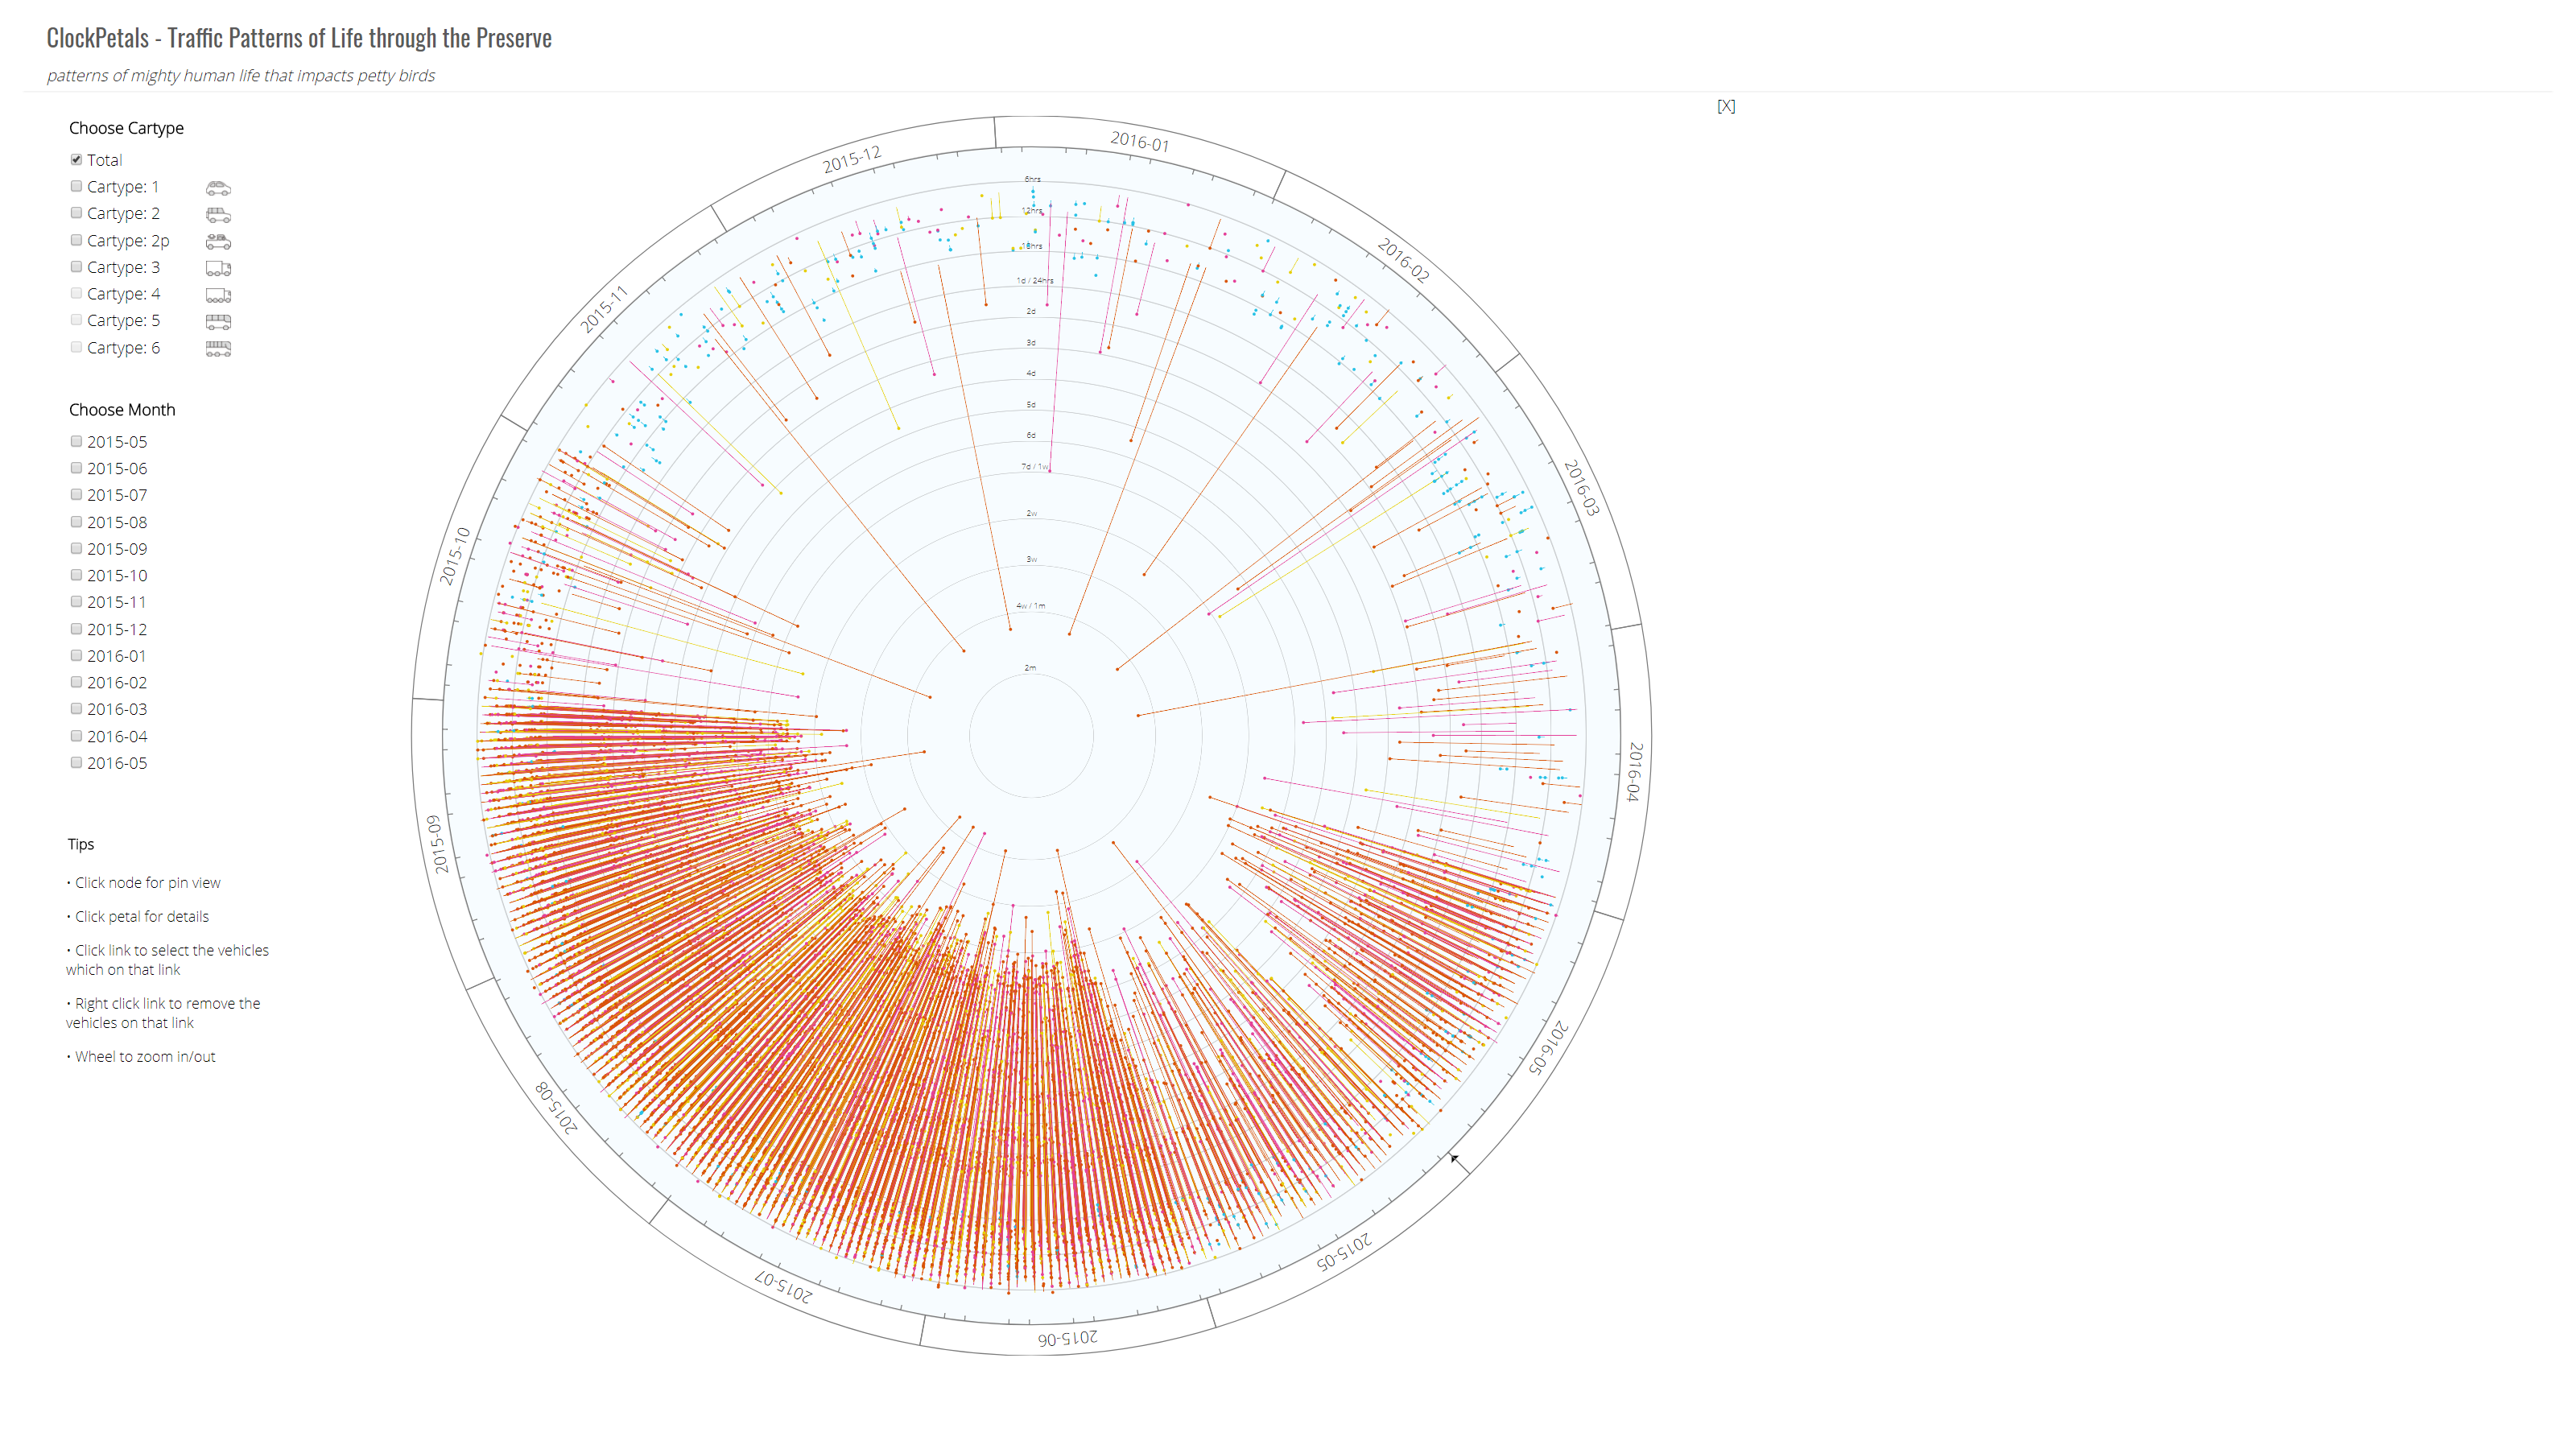 ClockPetals - Traffic Patterns of Life through the Preserve
patterns of mighty human life that impacts petty birds
[X]
Choose Cartype
Total
Cartype: 1
Cartype: 2
Cartype: 2p
Cartype: 3
Cartype: 4
Cartype: 5
Cartype: 6
Choose Month
2015-05
2015-06
2015-07
2015-08
2015-09
2015-10
2015-11
2015-12
2016-01
2016-02
2016-03
2016-04
2016-05
Tips
• Click node for pin view
• Click petal for details
• Click link to select the vehicles
which on that link
• Right click link to remove the
vehicles on that link
• Wheel to zoom in/out
2016-01
2016-02
2016-03
2016-04
2016-05
2015-05
2015-06
2015-07
2015-08
2015-09
2015-10
2015-11
2015-12
6hrs
12hrs
18hrs
1d / 24hrs
2d
3d
4d
5d
6d
7d / 1w
2w
3w
4w / 1m
2m